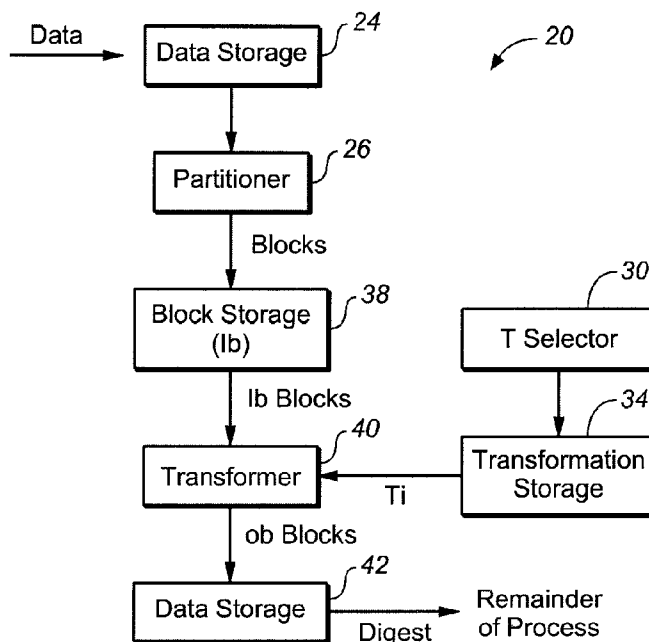 Data
24
Data Storage
20
26
Partitioner
Blocks
38
Block Storage
(Ib)
30
T Selector
Ib Blocks
40
Transformer
34
Transformation
Storage
Ti
ob Blocks
42
Data Storage
Digest
Remainder
of Process